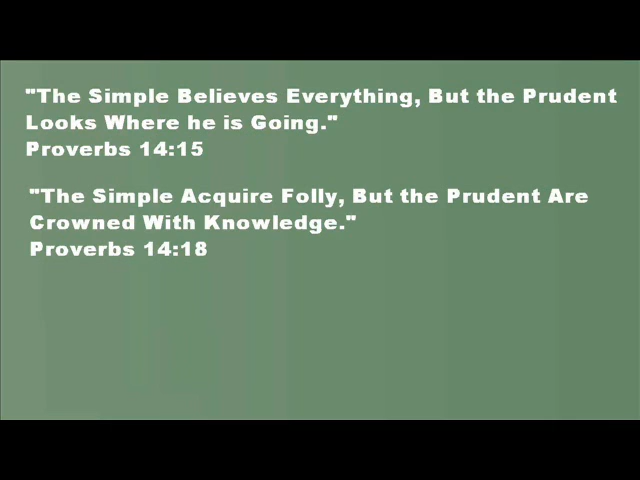 "The Simple Believes Everything, But the Prudent
Looks Where he is Going."
Proverbs 14:15
"The Simple Acquire Folly, But the Prudent Are
Crowned With Knowledge."
Proverbs 14:18